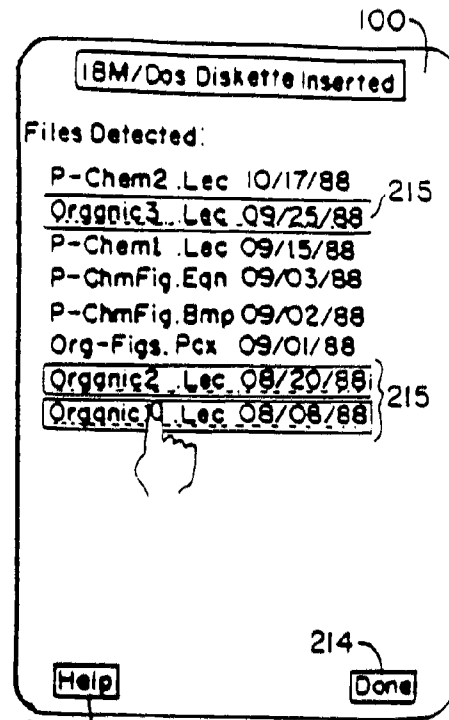 100
IBM/Dos Diskette Inserted
Files Detected:
P-Chem2 .Lec 10/17/88
215
Organic3 .Lec 09/25/88
P-Chem1 .Lec 09/15/88
P-ChmFig.Eqn 09/03/88
P-ChmFig.Bmp 09/02/88
Org-Figs.Pcx 09/01/88
Organic2 .Lec 08/20/88
215
.Lec 08/08/88
214
Help
Done